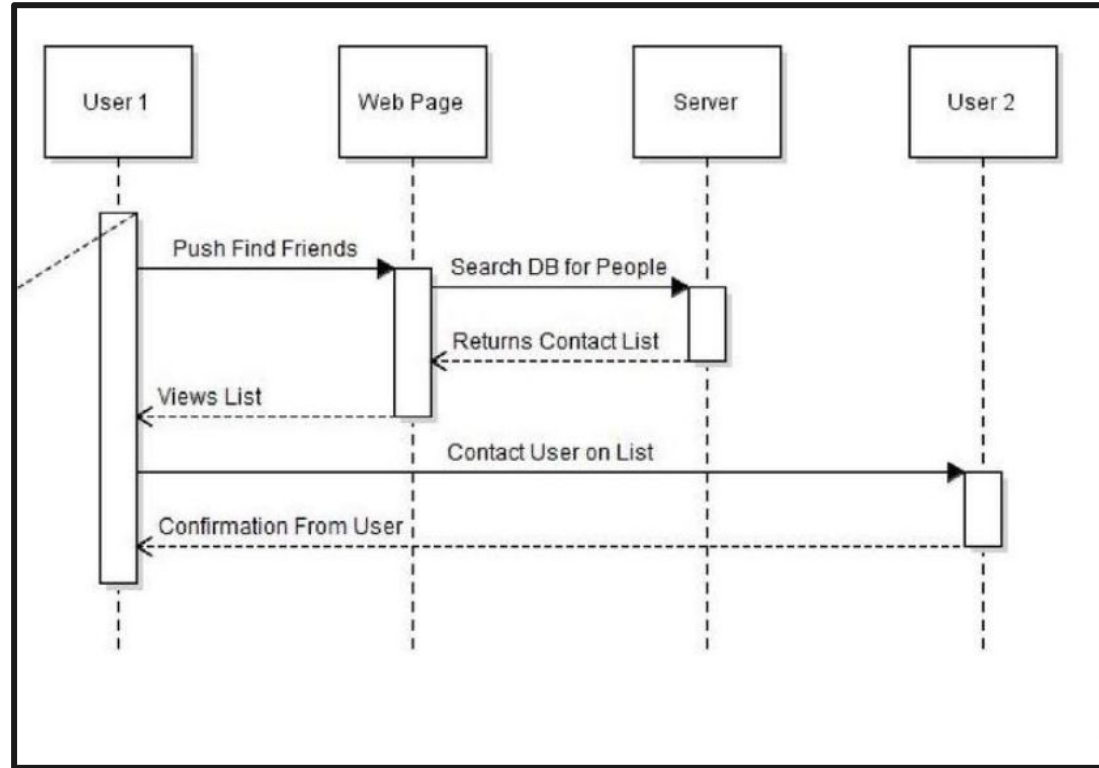 User 1
Web Page
Server
User 2
Push Find Friends
Search DB for People
Returns Contact List
Views List
Contact User on List
Confirmation From User